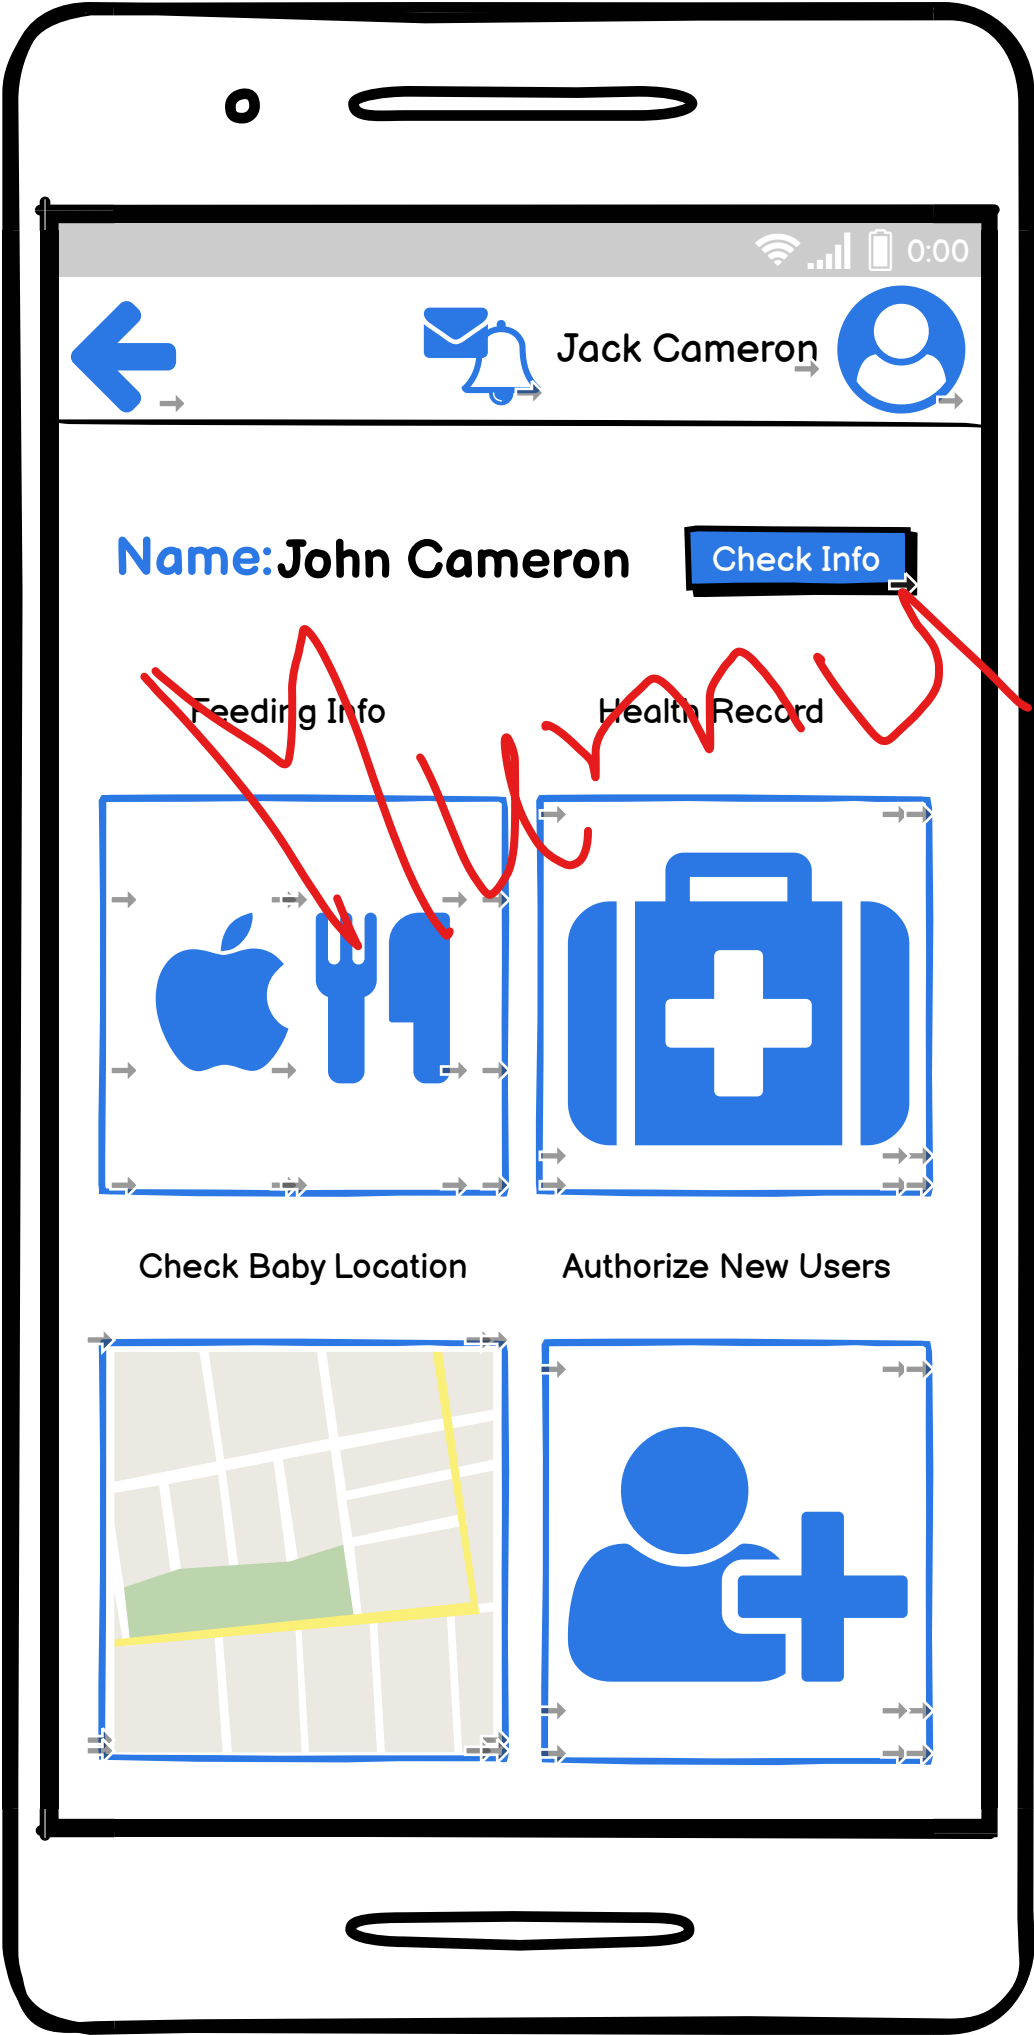 0:00
Jack Cameron
Name: John Cameron
Check Info
Feeding Info Health Record
Check Baby Location Authorize New Users